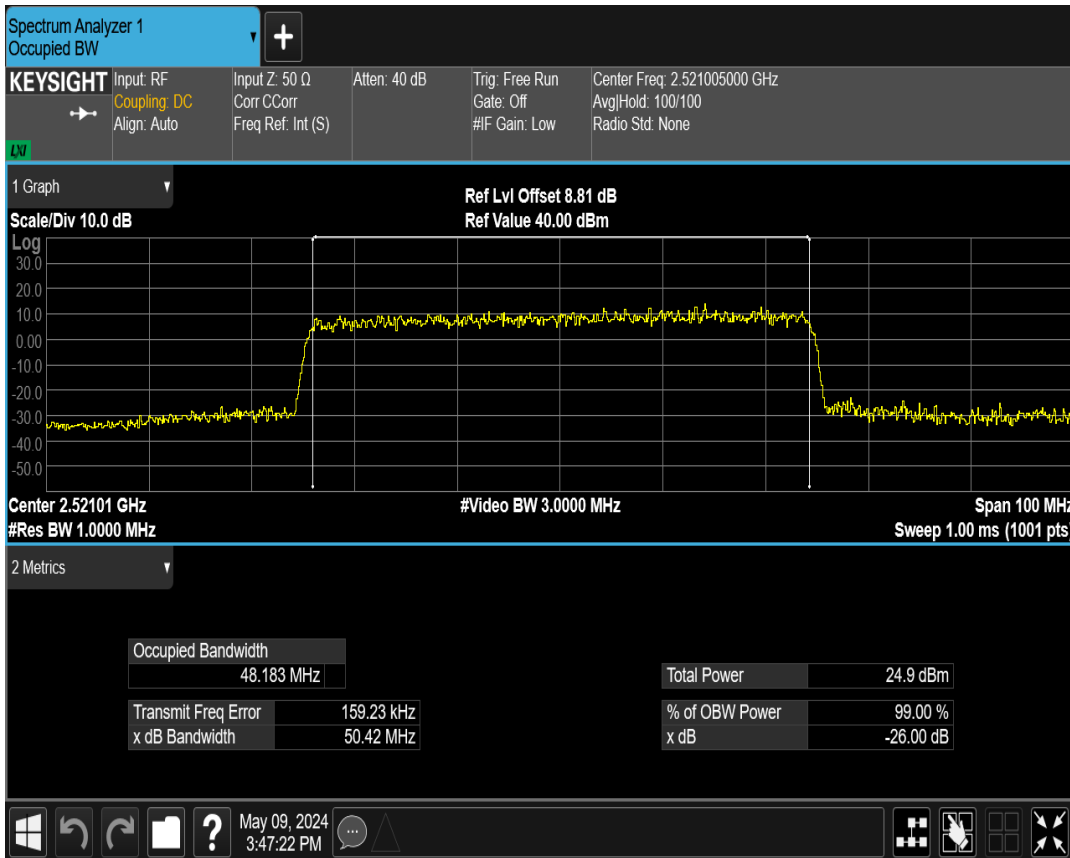 Spectrum Analyzer 1
Occupied BW
+
KEYSIGHT
LXI
Input: RF
Coupling: DC
Align: Auto
Input Z: 50 Ω
Corr CCorr
Freq Ref: Int (S)
Atten: 40 dB
Trig: Free Run
Gate: Off
#IF Gain: Low
Center Freq: 2.521005000 GHz
Avg|Hold: 100/100
Radio Std: None
1 Graph
Scale/Div 10.0 dB
Ref Lvl Offset 8.81 dB
Ref Value 40.00 dBm
Log
30.0
20.0
10.0
0.00
-10.0
-20.0
-30.0
-40.0
-50.0
Center 2.52101 GHz
#Video BW 3.0000 MHz
Span 100 MHz
#Res BW 1.0000 MHz
Sweep 1.00 ms (1001 pts)
2 Metrics
Occupied Bandwidth
48.183 MHz
Transmit Freq Error 159.23 kHz
x dB Bandwidth 50.42 MHz
Total Power 24.9 dBm
% of OBW Power 99.00 %
x dB -26.00 dB
?
May 09, 2024
3:47:22 PM